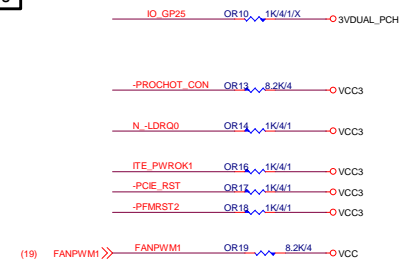 IO_GP25 OR10 1K/4/1/X 3VDUAL_PCH
-PROCHOT_CON OR13 8.2K/4 VCC3
N_-LDRQ0 OR14 1K/4/1 VCC3
ITE_PWROK1 OR16 1K/4/1 VCC3
-PCIE_RST OR17 1K/4/1 VCC3
-PFMRST2 OR18 1K/4/1 VCC3
(19) FANPWM1 FANPWM1 OR19 8.2K/4 VCC